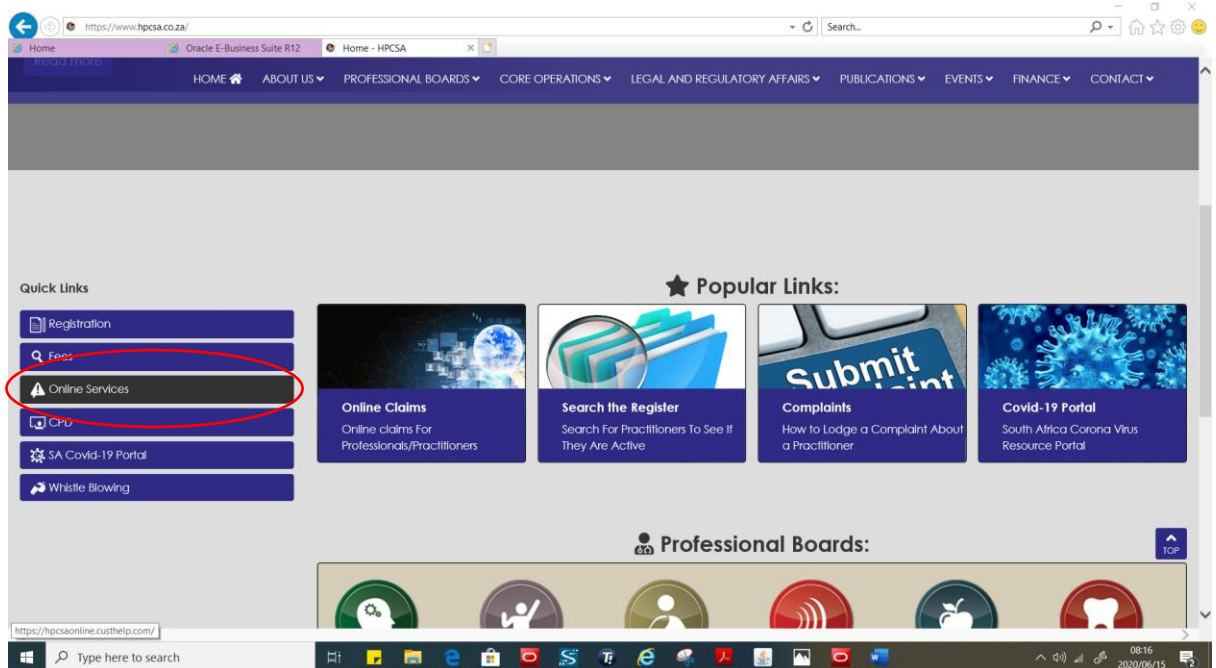 https://www.hpcsa.co.za/
Search...
Home
Oracle E-Business Suite R12
Home - HPCSA
Read more
HOME
ABOUT US
PROFESSIONAL BOARDS
CORE OPERATIONS
LEGAL AND REGULATORY AFFAIRS
PUBLICATIONS
EVENTS
FINANCE
CONTACT
Quick Links
Registration
Fees
Online Services
CPD
SA Covid-19 Portal
Whistle Blowing
Popular Links:
Online Claims
Online claims For
Professionals/Practitioners
Search the Register
Search For Practitioners To See If
They Are Active
Submit
Complaints
How to Lodge a Complaint About
a Practitioner
Covid-19 Portal
South Africa Corona Virus
Resource Portal
Professional Boards:
TOP
https://hpcsaonline.custhelp.com/
Type here to search
08:16
2020/06/15